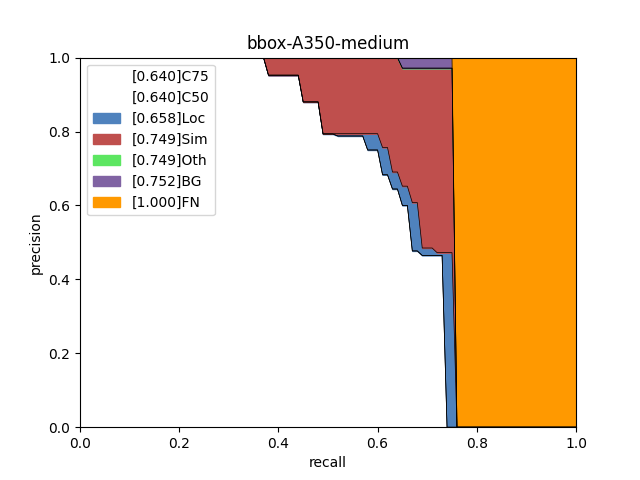 bbox-A350-medium
1.0
0.8
0.6
0.4
0.2
0.0
precision
[0.640]C75
[0.640]C50
[0.658]Loc
[0.749]Sim
[0.749]Oth
[0.752]BG
[1.000]FN
0.0 0.2 0.4 0.6 0.8 1.0
recall